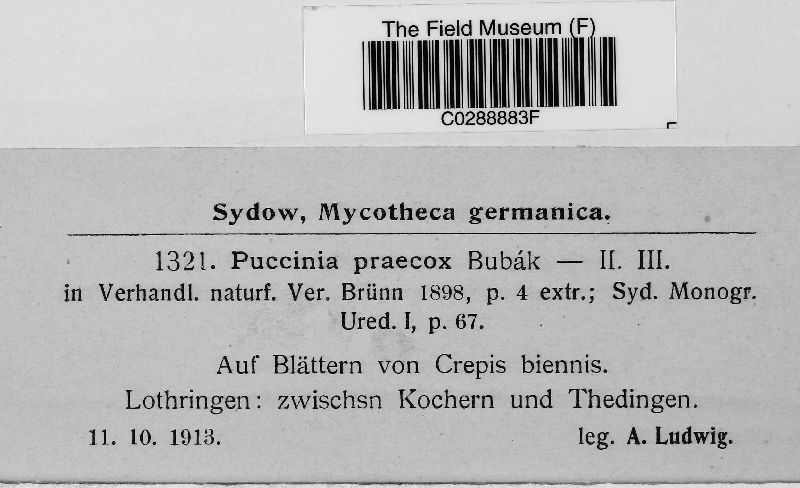 The Field Museum (F)
C0288883F
Sydow, Mycotheca germanica.
1321. Puccinia praecox Bubák — II. III.
in Verhandl. naturf. Ver. Brünn 1898, p. 4 extr.; Syd. Monogr.
Ured. I, p. 67.
Auf Blättern von Crepis biennis.
Lothringen: zwischsn Kochern und Thedingen.
11. 10. 1913. leg. A. Ludwig.